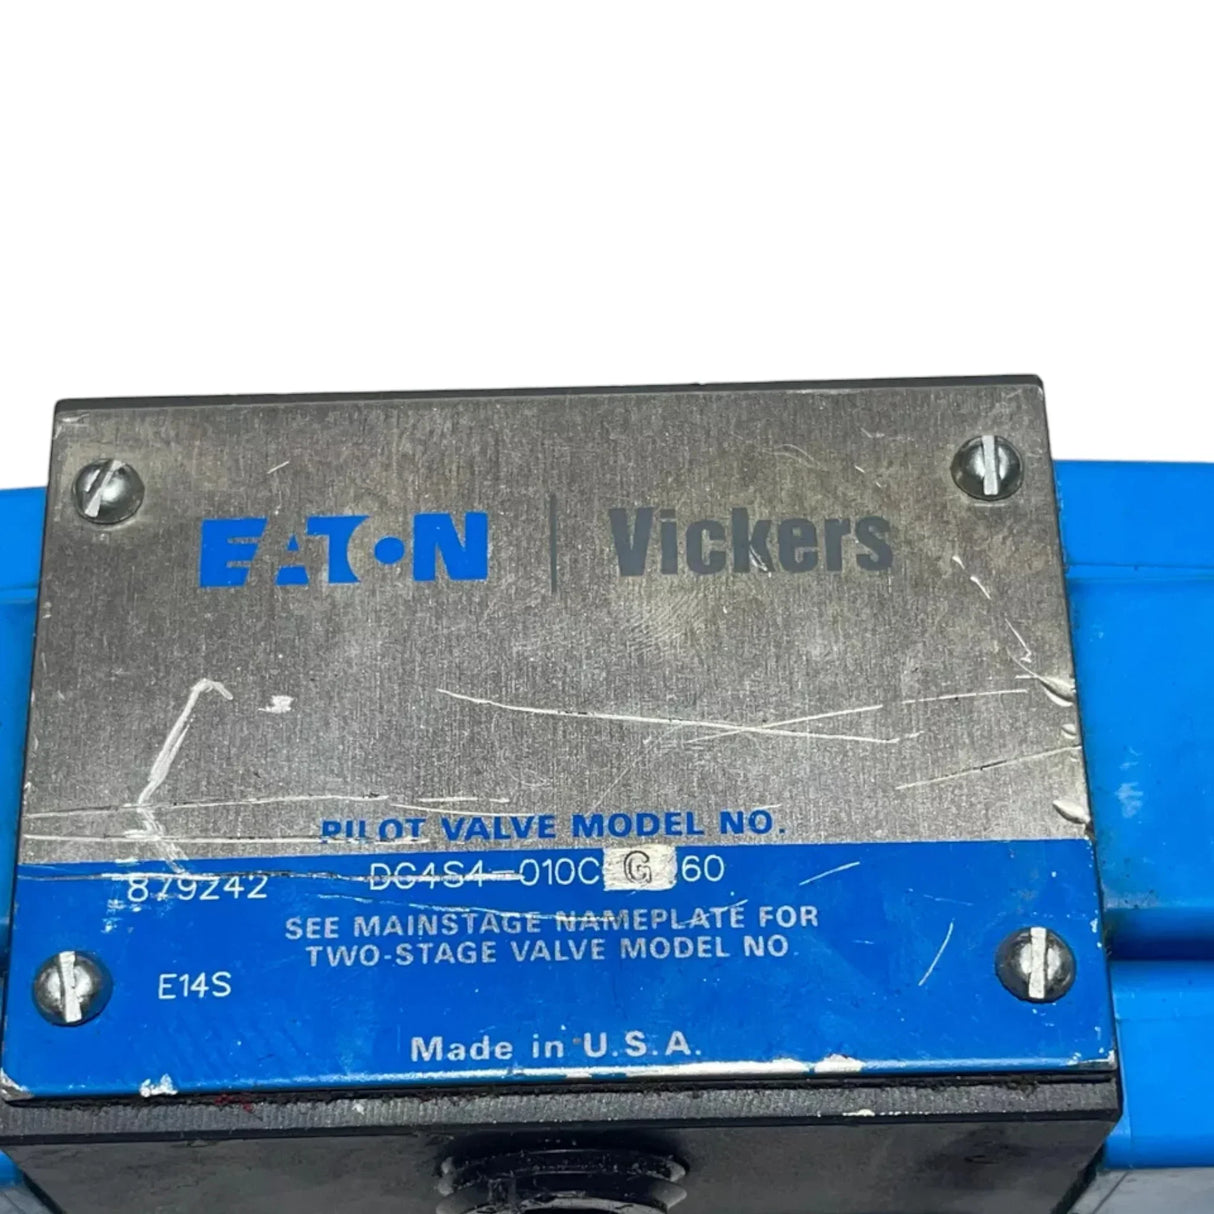 EATON | Vickers
PILOT VALVE MODEL NO.
879242 DG4S4-010C G 60
SEE MAINSTAGE NAMEPLATE FOR
TWO-STAGE VALVE MODEL NO.
E14S
Made in U.S.A.